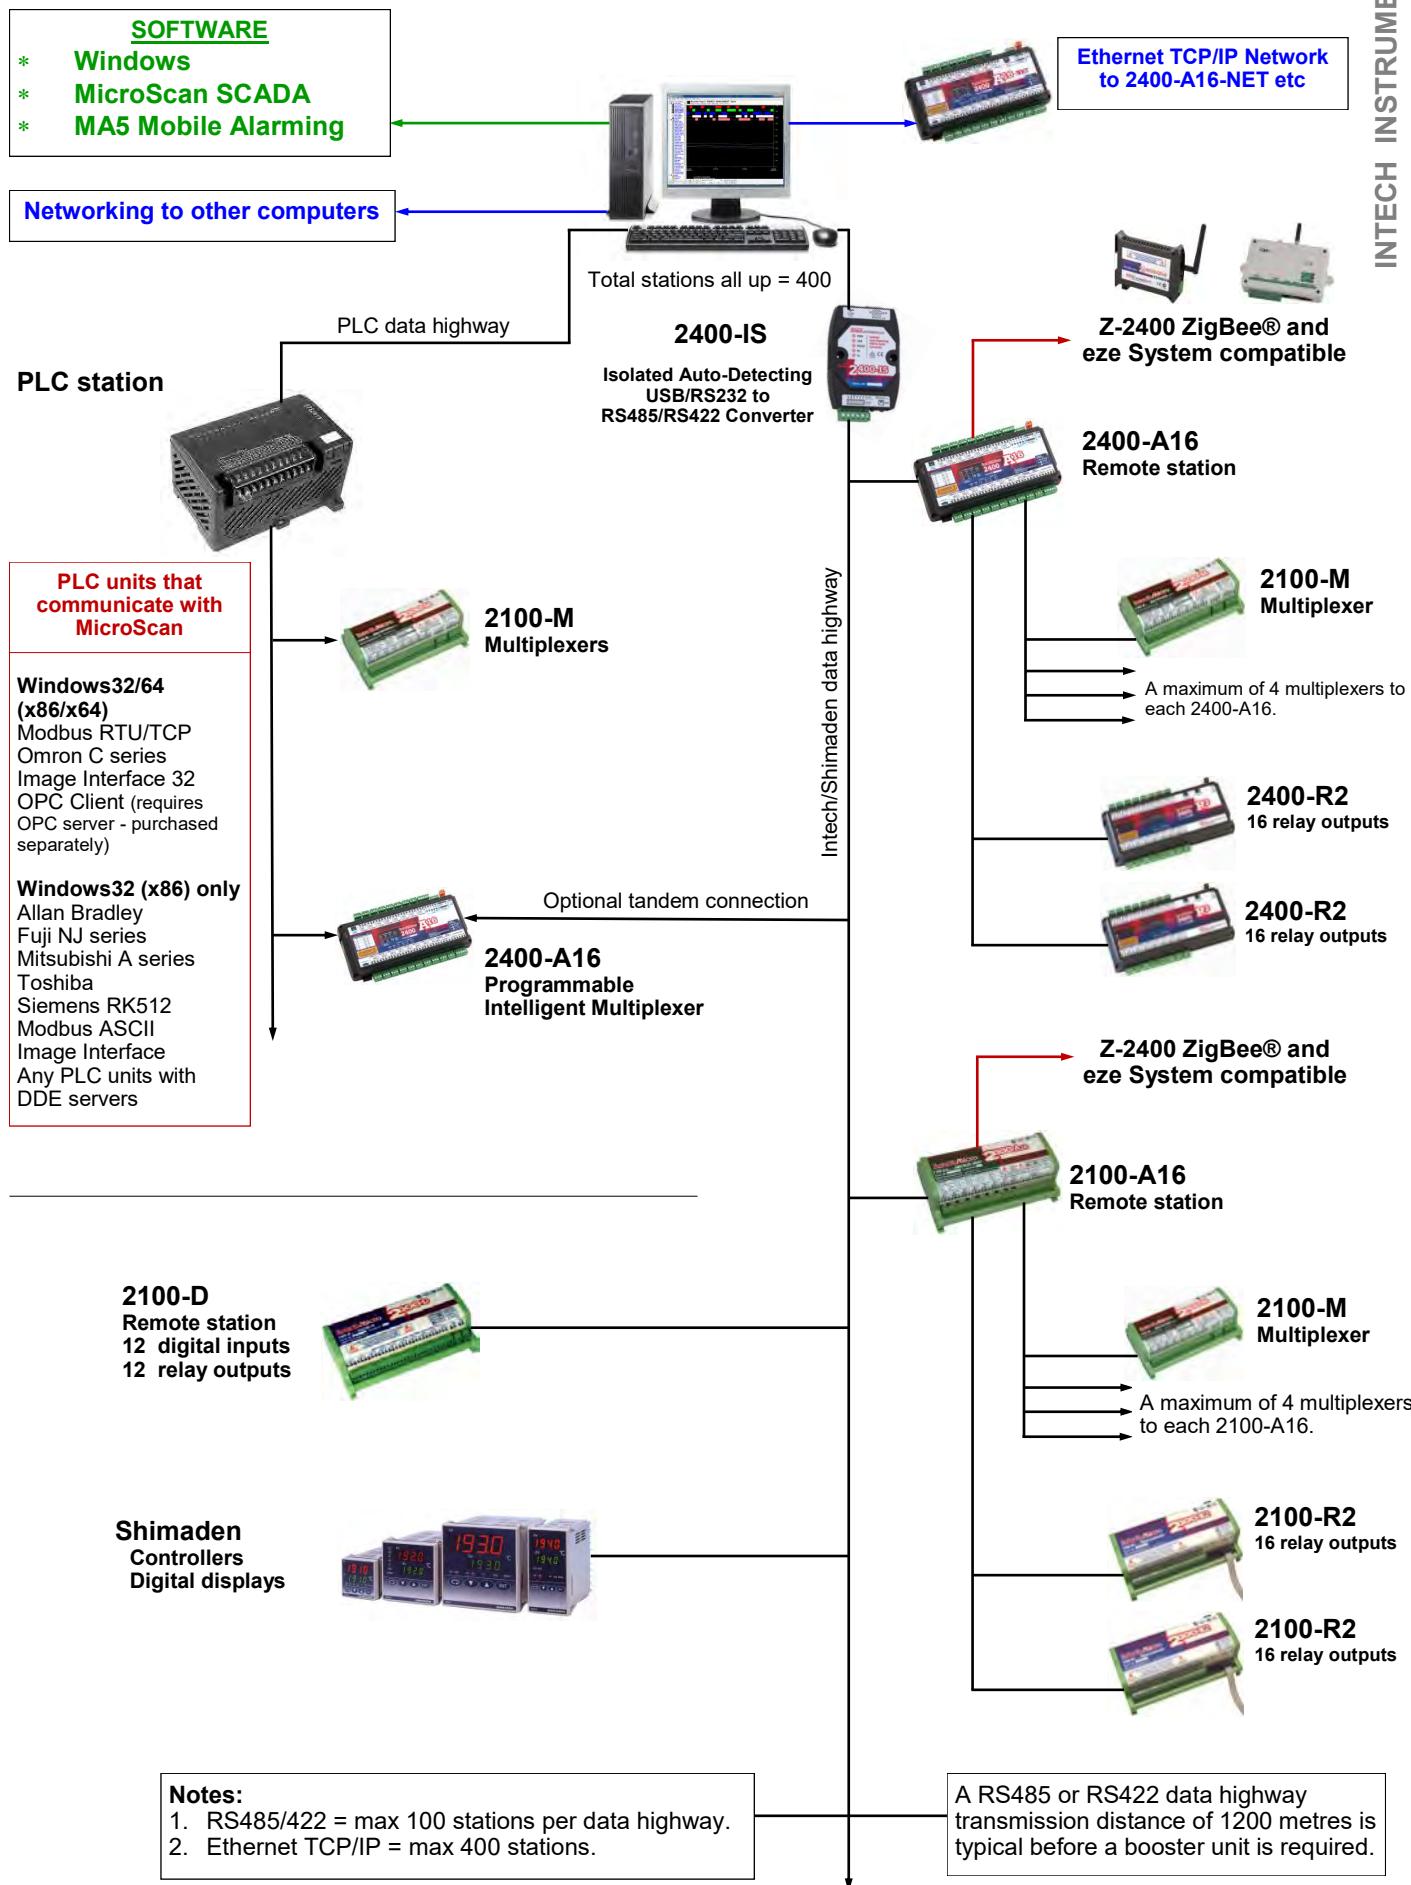 SOFTWARE
* Windows
* MicroScan SCADA
* MA5 Mobile Alarming
Ethernet TCP/IP Network
to 2400-A16-NET etc
INTECH INSTRUME
Networking to other computers
Total stations all up = 400
PLC data highway
2400-IS
Isolated Auto-Detecting
USB/RS232 to
RS485/RS422 Converter
Z-2400 ZigBee® and
eze System compatible
PLC station
2400-A16
Remote station
PLC units that
communicate with
MicroScan
Windows32/64
(x86/x64)
Modbus RTU/TCP
Omron C series
Image Interface 32
OPC Client (requires
OPC server - purchased
separately)
Windows32 (x86) only
Allan Bradley
Fuji NJ series
Mitsubishi A series
Toshiba
Siemens RK512
Modbus ASCII
Image Interface
Any PLC units with
DDE servers
2100-M
Multiplexers
Intech/Shimaden data highway
2100-M
Multiplexer
A maximum of 4 multiplexers to
each 2400-A16.
2400-R2
16 relay outputs
2400-R2
16 relay outputs
Optional tandem connection
2400-A16
Programmable
Intelligent Multiplexer
Z-2400 ZigBee® and
eze System compatible
2100-A16
Remote station
2100-D
Remote station
12 digital inputs
12 relay outputs
2100-M
Multiplexer
A maximum of 4 multiplexers
to each 2100-A16.
Shimaden
Controllers
Digital displays
2100-R2
16 relay outputs
2100-R2
16 relay outputs
Notes:
1. RS485/422 = max 100 stations per data highway.
2. Ethernet TCP/IP = max 400 stations.
A RS485 or RS422 data highway
transmission distance of 1200 metres is
typical before a booster unit is required.